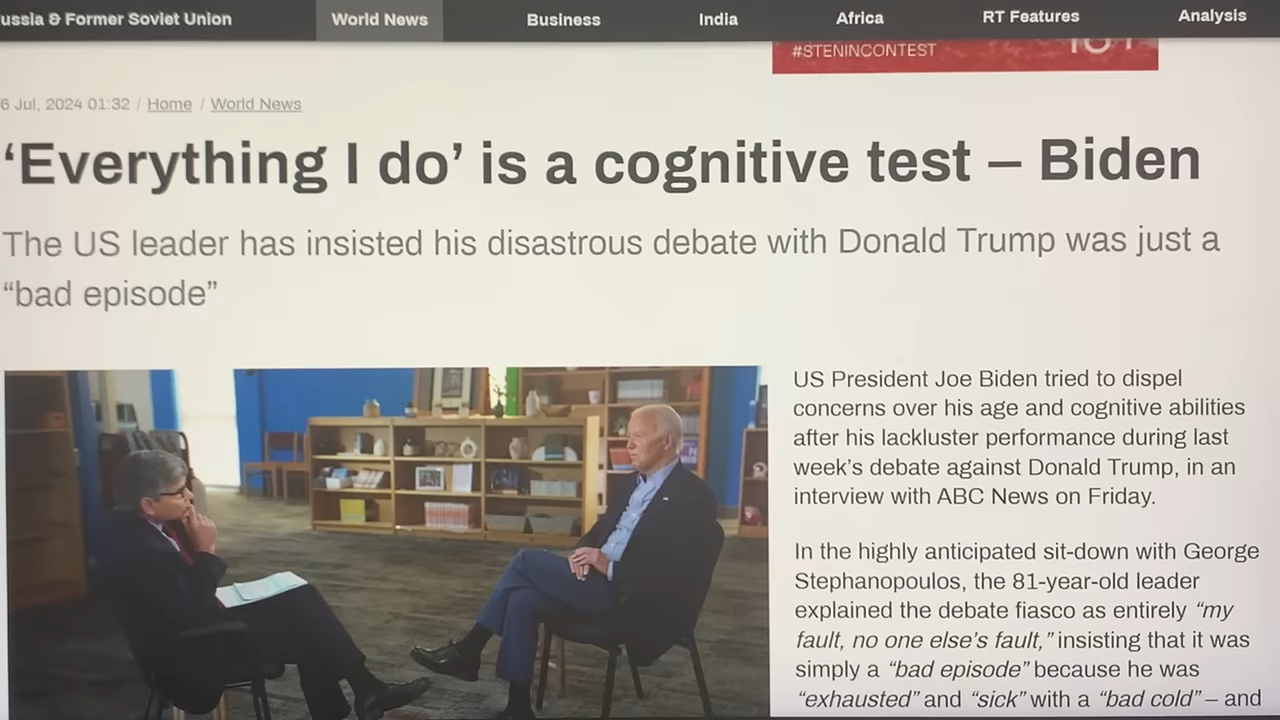 ussia & Former Soviet Union World News Business India Africa RT Features Analysis
#STENINCONTEST
6 Jul, 2024 01:32 / Home / World News
‘Everything I do’ is a cognitive test – Biden
The US leader has insisted his disastrous debate with Donald Trump was just a
“bad episode”
US President Joe Biden tried to dispel
concerns over his age and cognitive abilities
after his lackluster performance during last
week’s debate against Donald Trump, in an
interview with ABC News on Friday.
In the highly anticipated sit-down with George
Stephanopoulos, the 81-year-old leader
explained the debate fiasco as entirely “my
fault, no one else’s fault,” insisting that it was
simply a “bad episode” because he was
“exhausted” and “sick” with a “bad cold” – and